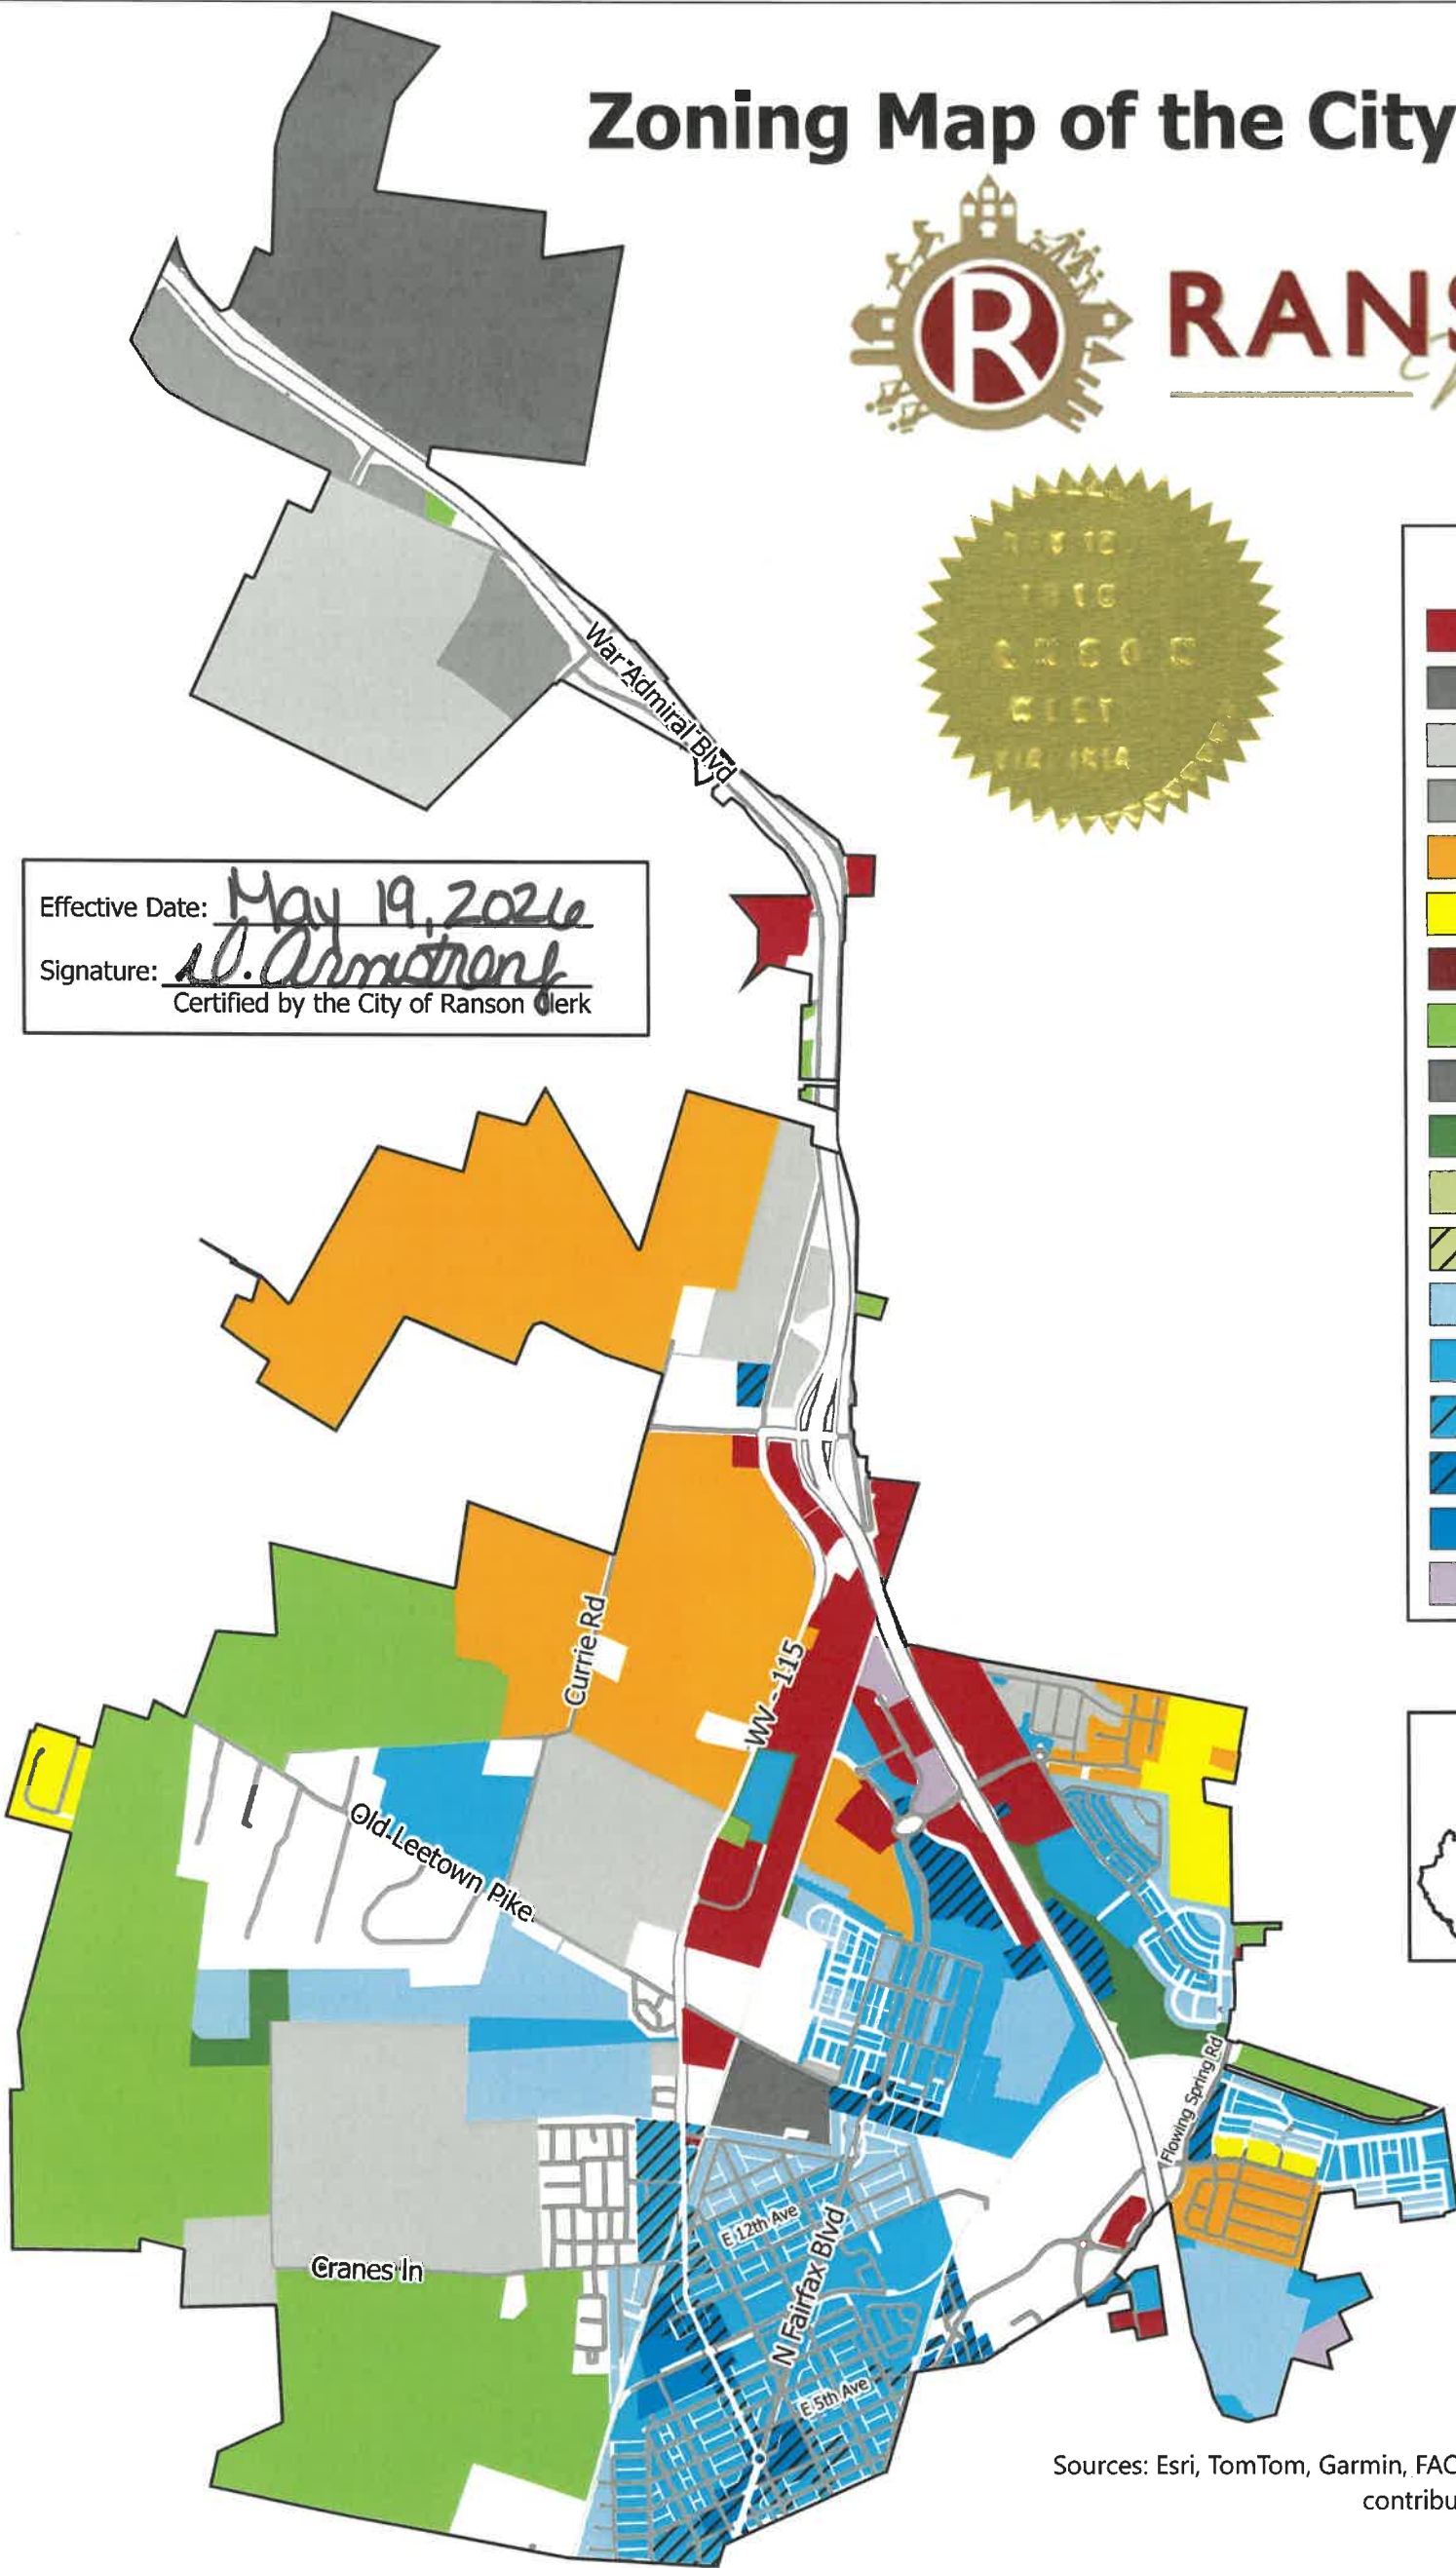 Zoning Map of the City
R
RANS
War Admiral Blvd
Effective Date: May 19, 2026
Signature: D. Armstrong
Certified by the City of Ranson Clerk
Currie Rd
WV - 115
Old Leetown Pike
Flowing Spring Rd
E 12th Ave
N Fairfax Blvd
Cranes ln
E 5th Ave
Sources: Esri, TomTom, Garmin, FAO
contribu